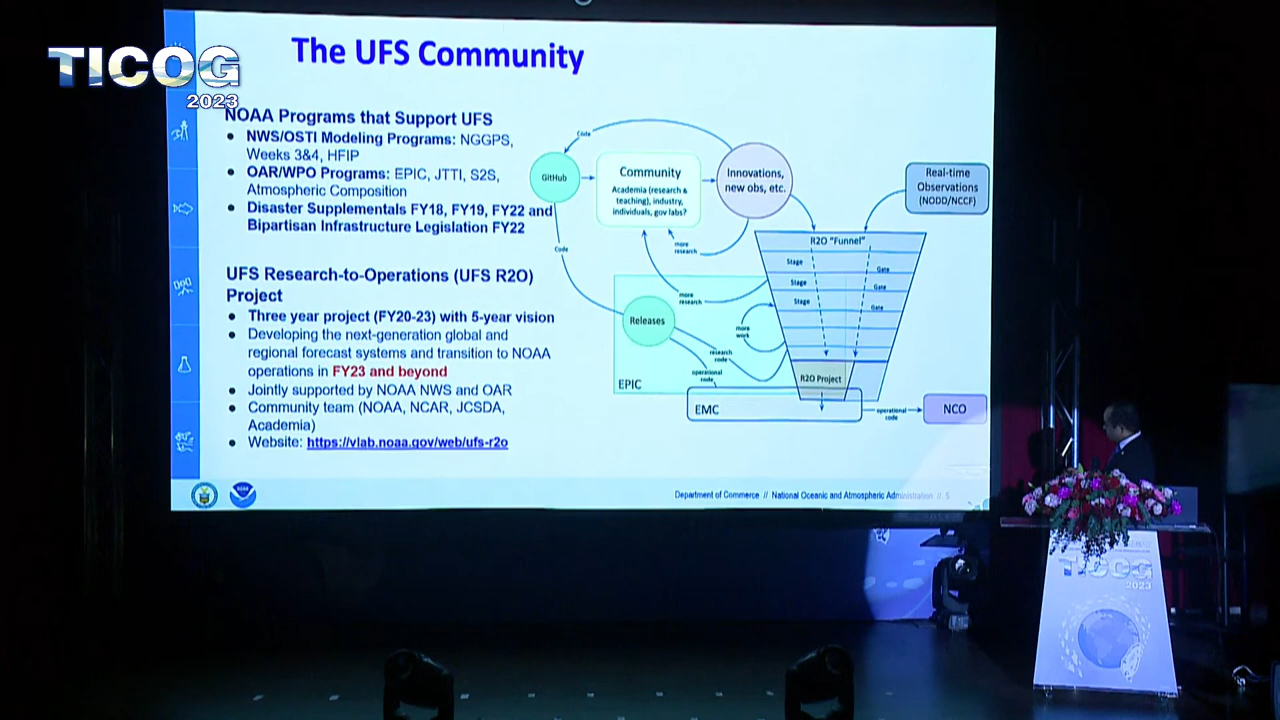 TICOG
2023
The UFS Community
NOAA Programs that Support UFS
● NWS/OSTI Modeling Programs: NGGPS,
Weeks 3&4, HFIP
● OAR/WPO Programs: EPIC, JTTI, S2S,
Atmospheric Composition
● Disaster Supplementals FY18, FY19, FY22 and
Bipartisan Infrastructure Legislation FY22
UFS Research-to-Operations (UFS R2O)
Project
● Three year project (FY20-23) with 5-year vision
● Developing the next-generation global and
regional forecast systems and transition to NOAA
operations in FY23 and beyond
● Jointly supported by NOAA NWS and OAR
● Community team (NOAA, NCAR, JCSDA,
Academia)
● Website: https://vlab.noaa.gov/web/ufs-r2o
Code
GitHub
Community
Academia (research &
teaching), industry,
individuals, gov labs?
Innovations,
new obs, etc.
Real-time
Observations
(NODD/NCCF)
Code
more
research
R2O "Funnel"
Stage
Gate
Stage
Gate
Stage
Gate
more
research
Releases
more
work
research
code
operational
code
EPIC
R2O Project
EMC
operational
code
NCO
Department of Commerce // National Oceanic and Atmospheric Administration // 5
TICOG
2023